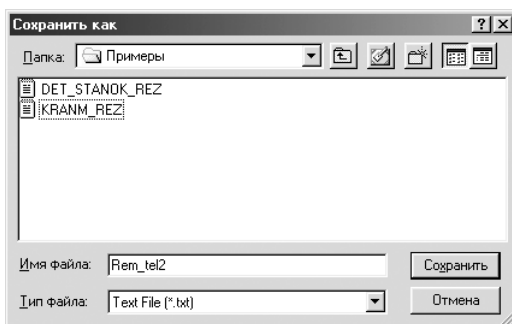 Сохранить как
Папка: Примеры
DET_STANOK_REZ
KRANM_REZ
Имя файла: Rem_tel2 Сохранить
Тип файла: Text File (*.txt) Отмена